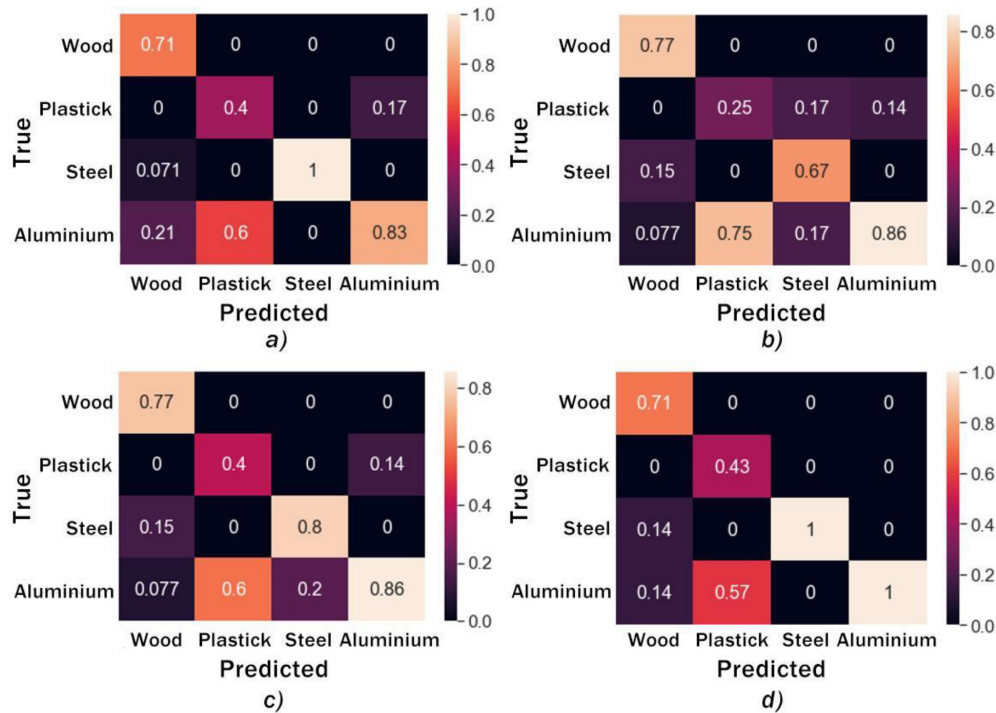 1.0
Wood 0.71 0 0 0
0.8
Plastick 0 0.4 0 0.17
0.6
True
0.4
Steel 0.071 0 1 0
0.2
Aluminium 0.21 0.6 0 0.83
0.0
Wood Plastick Steel Aluminium
Predicted
a)
Wood 0.77 0 0 0
0.8
Plastick 0 0.25 0.17 0.14
0.6
True
0.4
Steel 0.15 0 0.67 0
0.2
Aluminium 0.077 0.75 0.17 0.86
0.0
Wood Plastick Steel Aluminium
Predicted
b)
Wood 0.77 0 0 0
0.8
Plastick 0 0.4 0 0.14
0.6
True
0.4
Steel 0.15 0 0.8 0
0.2
Aluminium 0.077 0.6 0.2 0.86
0.0
Wood Plastick Steel Aluminium
Predicted
c)
1.0
Wood 0.71 0 0 0
0.8
Plastick 0 0.43 0 0
0.6
True
0.4
Steel 0.14 0 1 0
0.2
Aluminium 0.14 0.57 0 1
0.0
Wood Plastick Steel Aluminium
Predicted
d)